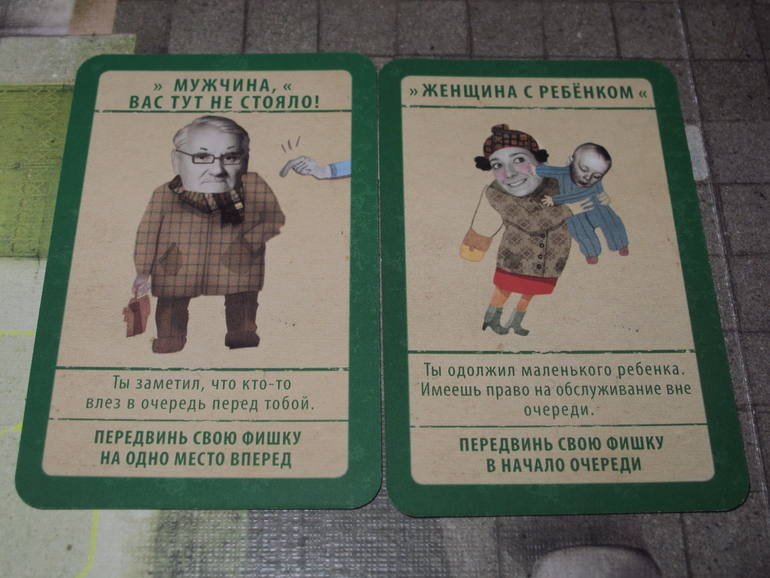 » МУЖЧИНА, «
ВАС ТУТ НЕ СТОЯЛО!
Ты заметил, что кто-то
влез в очередь перед тобой.
ПЕРЕДВИНЬ СВОЮ ФИШКУ
НА ОДНО МЕСТО ВПЕРЕД
» ЖЕНЩИНА С РЕБЁНКОМ «
Ты одолжил маленького ребенка.
Имеешь право на обслуживание вне
очереди.
ПЕРЕДВИНЬ СВОЮ ФИШКУ
В НАЧАЛО ОЧЕРЕДИ